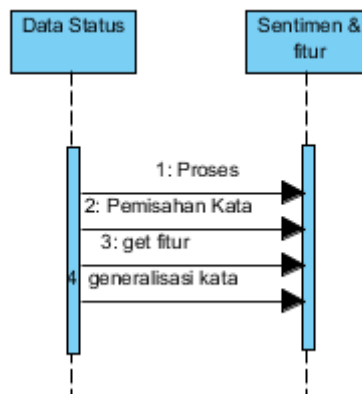 Data Status
Sentimen &
fitur
1: Proses
2: Pemisahan Kata
3: get fitur
4 generalisasi kata